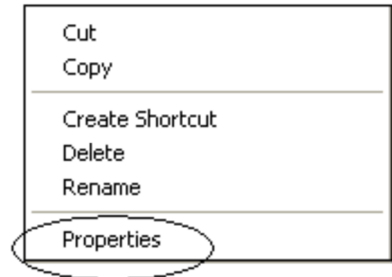 Cut
Copy
Create Shortcut
Delete
Rename
Properties